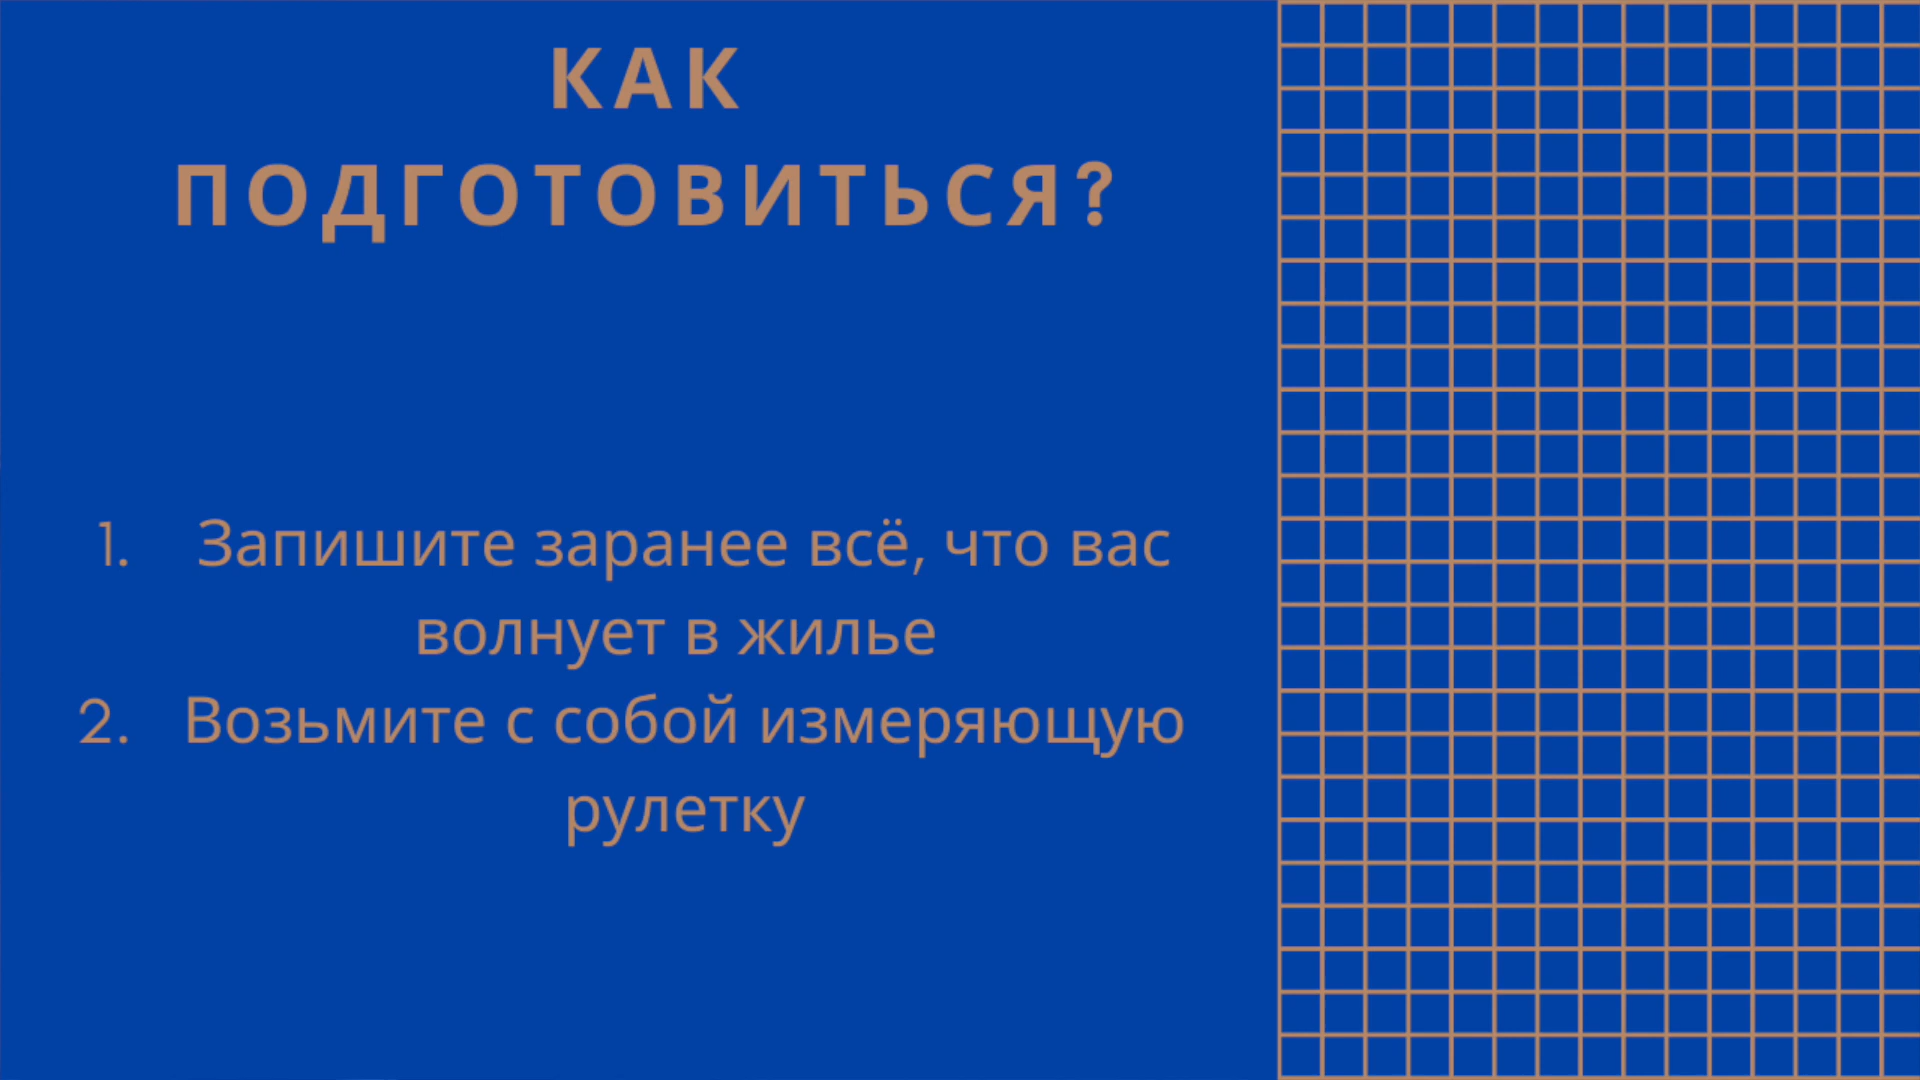 КАК
ПОДГОТОВИТЬСЯ?
1. Запишите заранее всё, что вас
волнует в жилье
2. Возьмите с собой измеряющую
рулетку